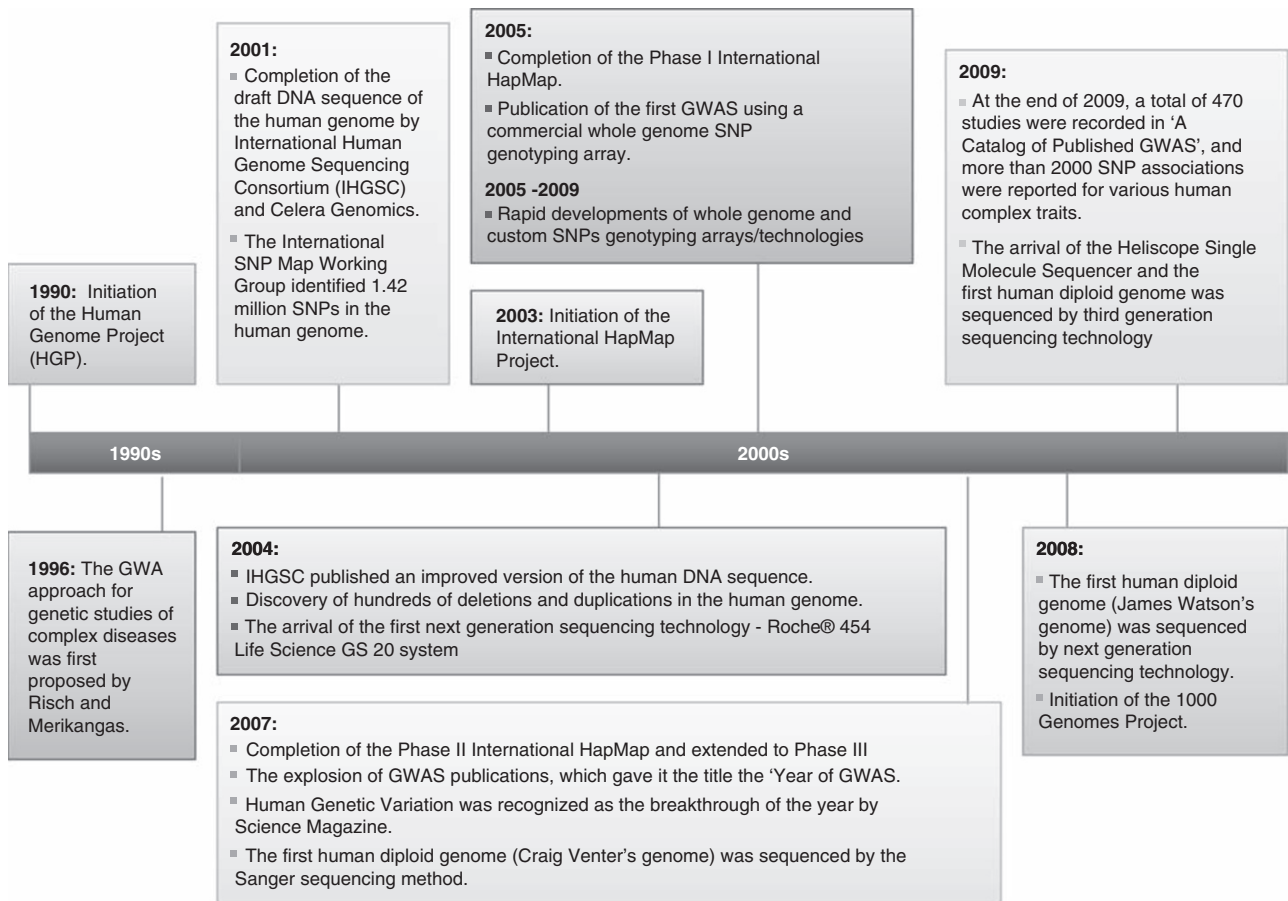 1990: Initiation
of the Human
Genome Project
(HGP).
2001:
▪ Completion of the
draft DNA sequence of
the human genome by
International Human
Genome Sequencing
Consortium (IHGSC)
and Celera Genomics.
▪ The International
SNP Map Working
Group identified 1.42
million SNPs in the
human genome.
2005:
▪ Completion of the Phase I International
HapMap.
▪ Publication of the first GWAS using a
commercial whole genome SNP
genotyping array.
2005 -2009
▪ Rapid developments of whole genome and
custom SNPs genotyping arrays/technologies
2003: Initiation of the
International HapMap
Project.
2009:
▪ At the end of 2009, a total of 470
studies were recorded in ‘A
Catalog of Published GWAS’, and
more than 2000 SNP associations
were reported for various human
complex traits.
▪ The arrival of the Heliscope Single
Molecule Sequencer and the
first human diploid genome was
sequenced by third generation
sequencing technology
1990s
2000s
1996: The GWA
approach for
genetic studies of
complex diseases
was first
proposed by
Risch and
Merikangas.
2004:
▪ IHGSC published an improved version of the human DNA sequence.
▪ Discovery of hundreds of deletions and duplications in the human genome.
▪ The arrival of the first next generation sequencing technology - Roche® 454
Life Science GS 20 system
2007:
▪ Completion of the Phase II International HapMap and extended to Phase III
▪ The explosion of GWAS publications, which gave it the title the ‘Year of GWAS.
▪ Human Genetic Variation was recognized as the breakthrough of the year by
Science Magazine.
▪ The first human diploid genome (Craig Venter’s genome) was sequenced by the
Sanger sequencing method.
2008:
▪ The first human diploid
genome (James Watson’s
genome) was sequenced
by next generation
sequencing technology.
▪ Initiation of the 1000
Genomes Project.